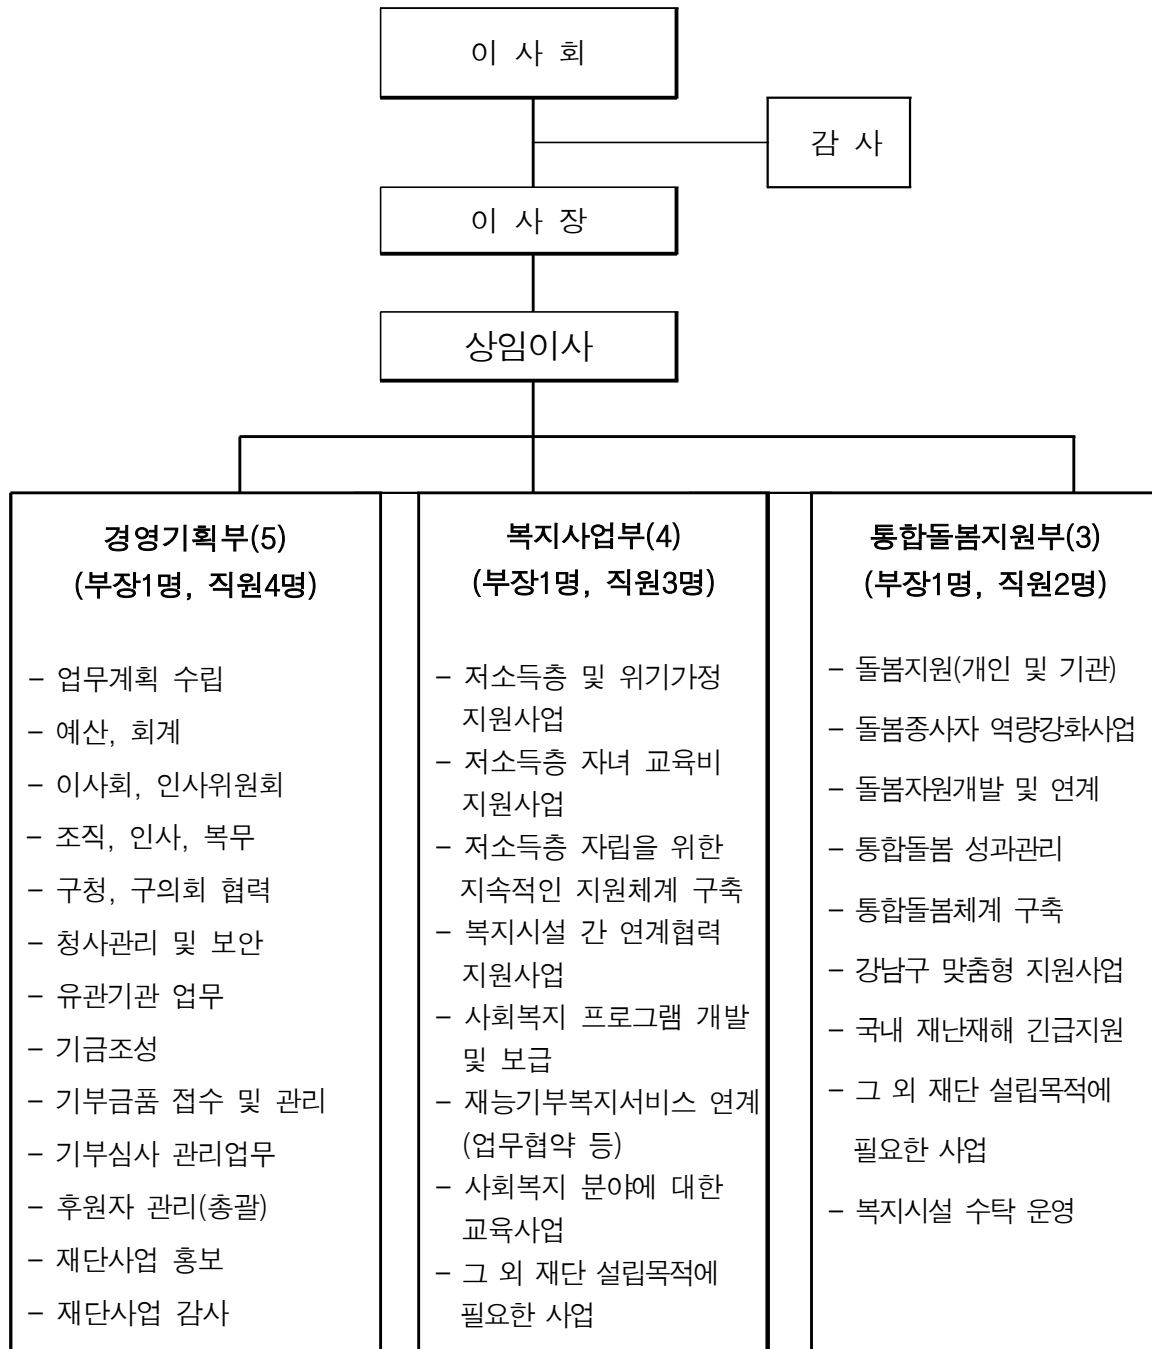 이 사 회
감 사
이 사 장
상임이사
경영기획부(5)
(부장1명, 직원4명)
- 업무계획 수립
- 예산, 회계
- 이사회, 인사위원회
- 조직, 인사, 복무
- 구청, 구의회 협력
- 청사관리 및 보안
- 유관기관 업무
- 기금조성
- 기부금품 접수 및 관리
- 기부심사 관리업무
- 후원자 관리(총괄)
- 재단사업 홍보
- 재단사업 감사
복지사업부(4)
(부장1명, 직원3명)
- 저소득층 및 위기가정
지원사업
- 저소득층 자녀 교육비
지원사업
- 저소득층 자립을 위한
지속적인 지원체계 구축
- 복지시설 간 연계협력
지원사업
- 사회복지 프로그램 개발
및 보급
- 재능기부복지서비스 연계
(업무협약 등)
- 사회복지 분야에 대한
교육사업
- 그 외 재단 설립목적에
필요한 사업
통합돌봄지원부(3)
(부장1명, 직원2명)
- 돌봄지원(개인 및 기관)
- 돌봄종사자 역량강화사업
- 돌봄자원개발 및 연계
- 통합돌봄 성과관리
- 통합돌봄체계 구축
- 강남구 맞춤형 지원사업
- 국내 재난재해 긴급지원
- 그 외 재단 설립목적에
필요한 사업
- 복지시설 수탁 운영